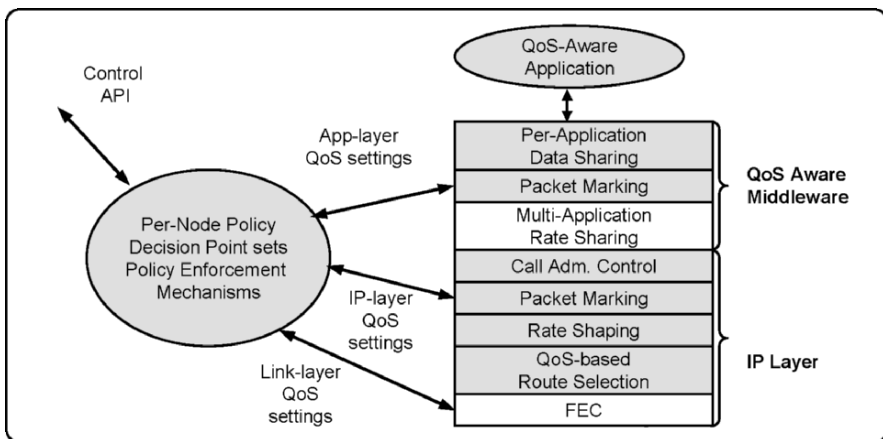 QoS-Aware
Application
Control
API
App-layer
QoS settings
Per-Application
Data Sharing
Packet Marking
Multi-Application
Rate Sharing
QoS Aware
Middleware
Per-Node Policy
Decision Point sets
Policy Enforcement
Mechanisms
IP-layer
QoS
settings
Call Adm. Control
Packet Marking
Rate Shaping
QoS-based
Route Selection
FEC
IP Layer
Link-layer
QoS
settings